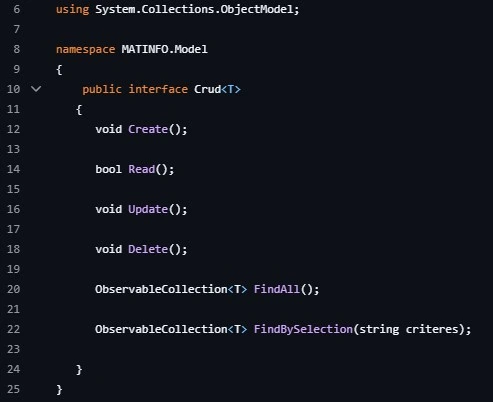 6 using System.Collections.ObjectModel;
7
8 namespace MATINFO.Model
9 {
10 public interface Crud<T>
11 {
12 void Create();
13
14 bool Read();
15
16 void Update();
17
18 void Delete();
19
20 ObservableCollection<T> FindAll();
21
22 ObservableCollection<T> FindBySelection(string criteres);
23
24 }
25 }